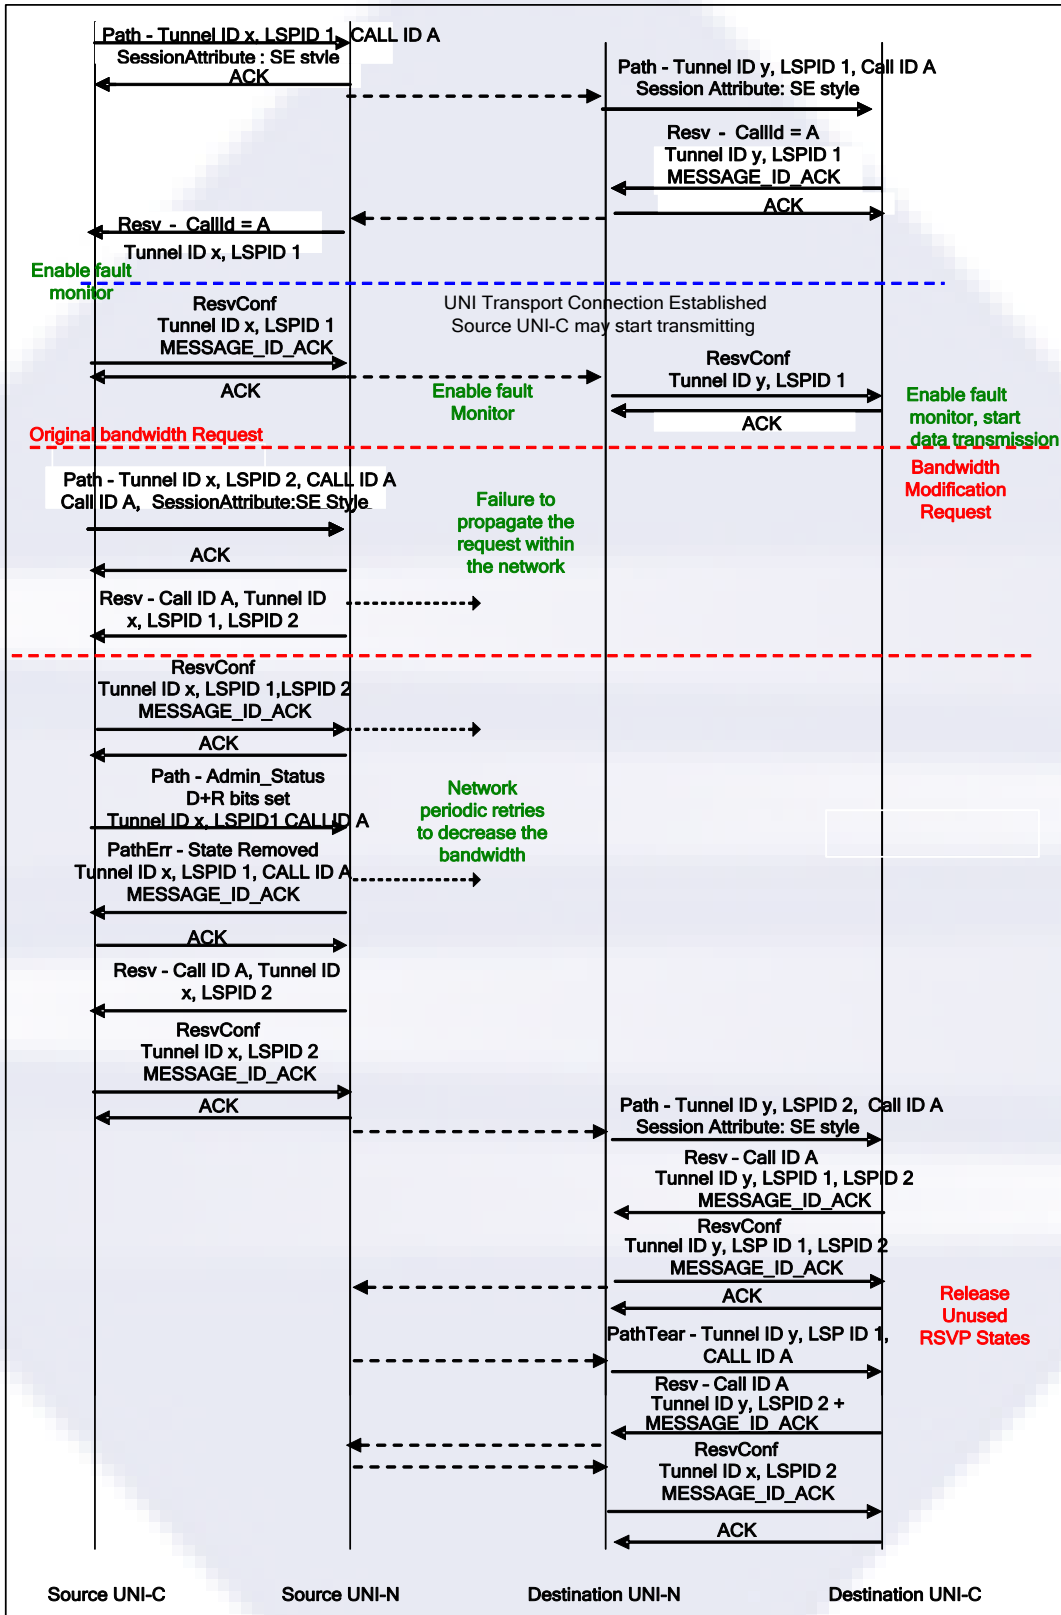 Path - Tunnel ID x, LSPID 1, CALL ID A
SessionAttribute : SE style
ACK
Path - Tunnel ID y, LSPID 1, Call ID A
Session Attribute: SE style
Resv - CallId = A
Tunnel ID y, LSPID 1
MESSAGE_ID_ACK
ACK
Resv - CallId = A
Tunnel ID x, LSPID 1
Enable fault
monitor
UNI Transport Connection Established
Source UNI-C may start transmitting
ResvConf
Tunnel ID x, LSPID 1
MESSAGE_ID_ACK
ACK
ResvConf
Tunnel ID y, LSPID 1
Enable fault
Monitor
ACK
Enable fault
monitor, start
data transmission
Original bandwidth Request
Bandwidth
Modification
Request
Path - Tunnel ID x, LSPID 2, CALL ID A
Call ID A, SessionAttribute:SE Style
Failure to
propagate the
request within
the network
ACK
Resv - Call ID A, Tunnel ID
x, LSPID 1, LSPID 2
ResvConf
Tunnel ID x, LSPID 1,LSPID 2
MESSAGE_ID_ACK
ACK
Path - Admin_Status
D+R bits set
Tunnel ID x, LSPID1 CALLID A
Network
periodic retries
to decrease the
bandwidth
PathErr - State Removed
Tunnel ID x, LSPID 1, CALL ID A
MESSAGE_ID_ACK
ACK
Resv - Call ID A, Tunnel ID
x, LSPID 2
ResvConf
Tunnel ID x, LSPID 2
MESSAGE_ID_ACK
ACK
Path - Tunnel ID y, LSPID 2, Call ID A
Session Attribute: SE style
Resv - Call ID A
Tunnel ID y, LSPID 1, LSPID 2
MESSAGE_ID_ACK
ResvConf
Tunnel ID y, LSP ID 1, LSPID 2
MESSAGE_ID_ACK
ACK
Release
Unused
RSVP States
PathTear - Tunnel ID y, LSP ID 1,
CALL ID A
Resv - Call ID A
Tunnel ID y, LSPID 2 +
MESSAGE_ID_ACK
ResvConf
Tunnel ID x, LSPID 2
MESSAGE_ID_ACK
ACK
Source UNI-C
Source UNI-N
Destination UNI-N
Destination UNI-C